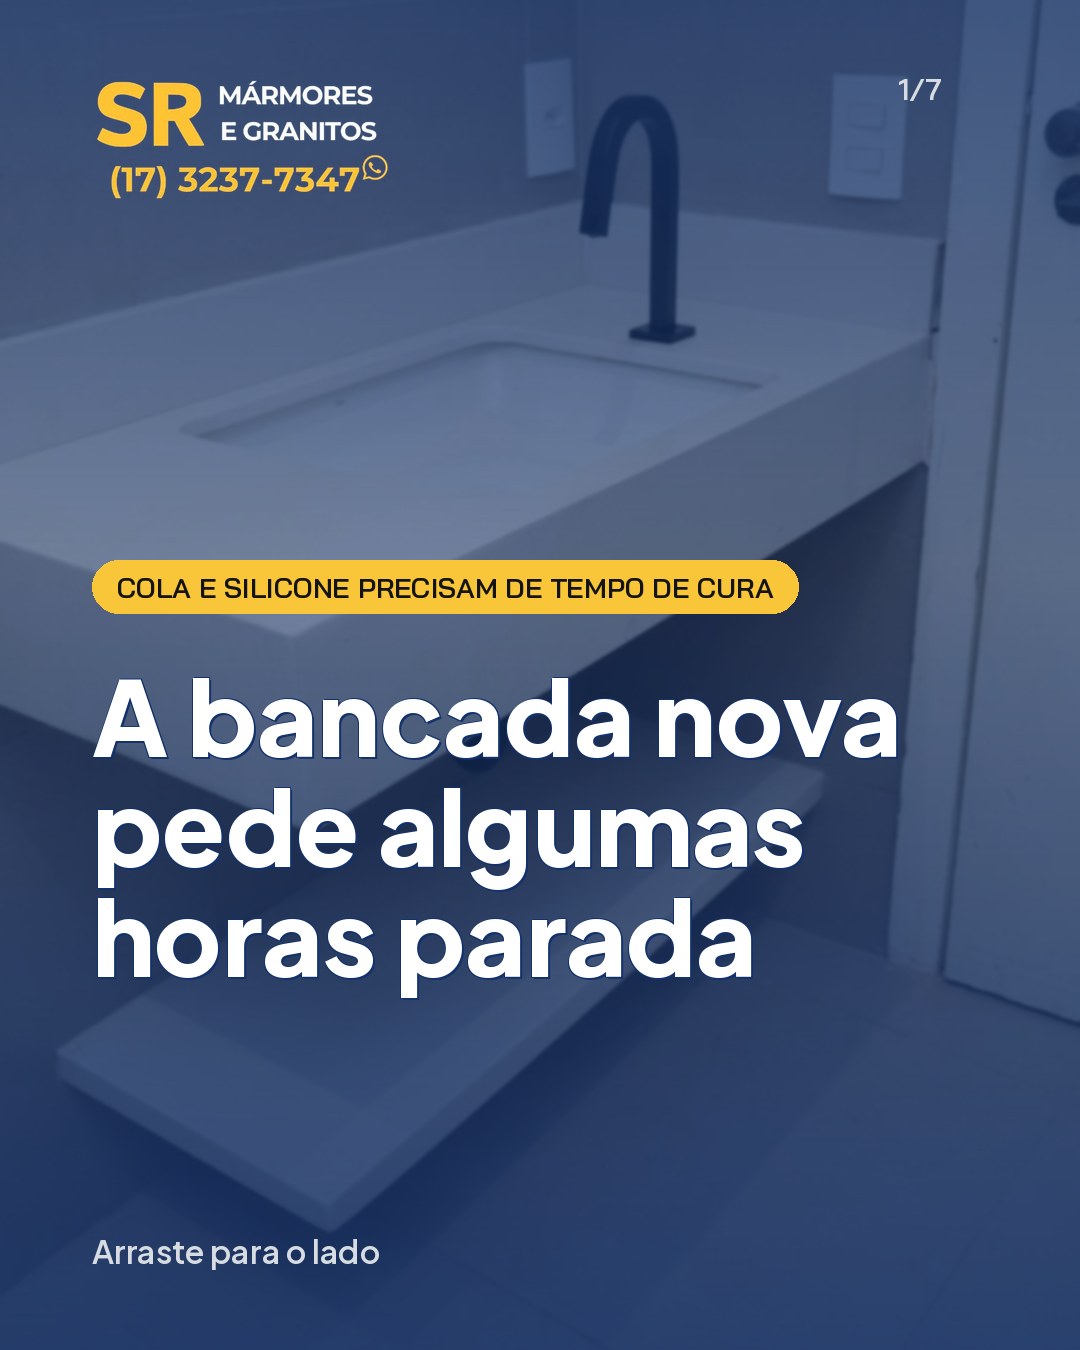 SR MÁRMORES
E GRANITOS
(17) 3237-7347
1/7
COLA E SILICONE PRECISAM DE TEMPO DE CURA
A bancada nova
pede algumas
horas parada
Arraste para o lado